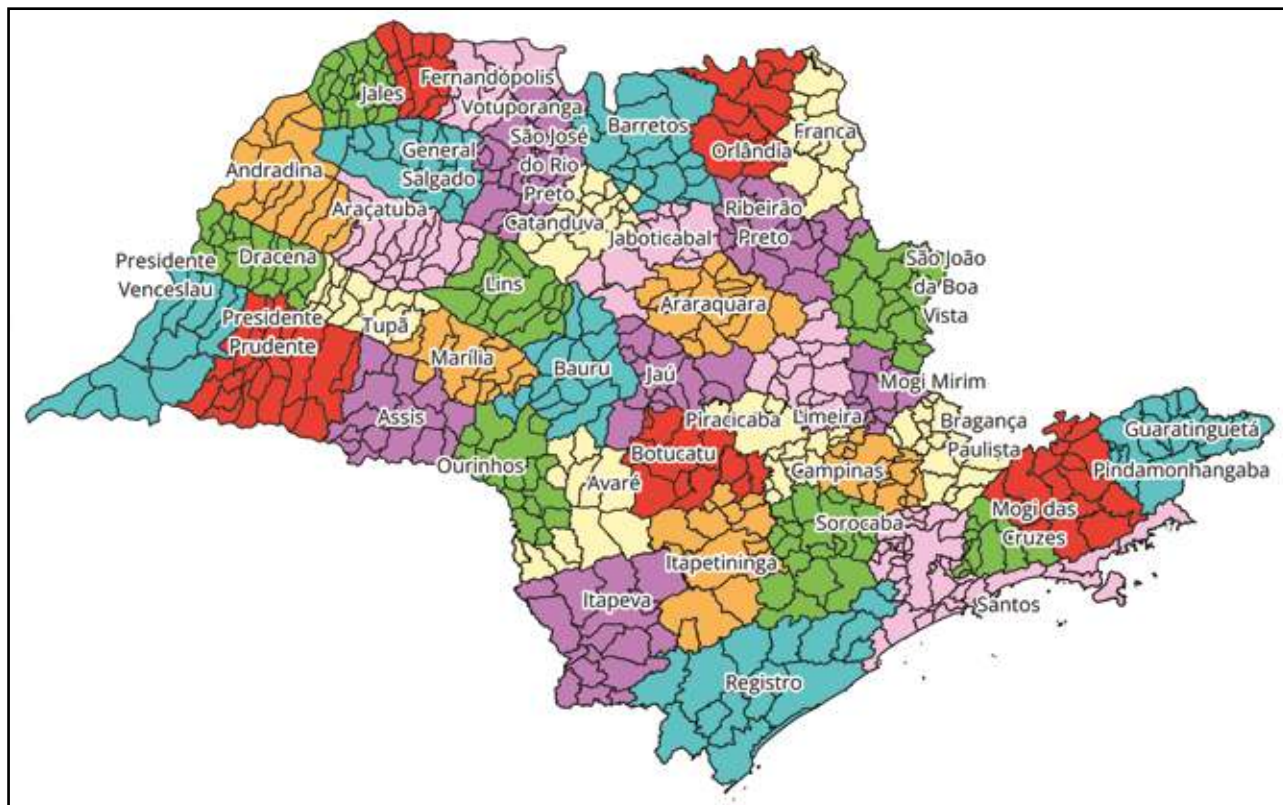 Jales
Fernandópolis
Votuporanga
São José
do Rio
Preto
Barretos
Orlândia
Franca
Andradina
General
Salgado
Araçatuba
Catanduva
Jaboticabal
Ribeirão
Preto
São João
da Boa
Vista
Dracena
Presidente
Venceslau
Presidente
Prudente
Tupã
Lins
Araraquara
Marília
Bauru
Jaú
Mogi Mirim
Assis
Piracicaba
Limeira
Bragança
Paulista
Guaratinguetá
Pindamonhangaba
Ourinhos
Botucatu
Campinas
Avaré
Sorocaba
Mogi das
Cruzes
Itapetininga
Itapeva
Santos
Registro